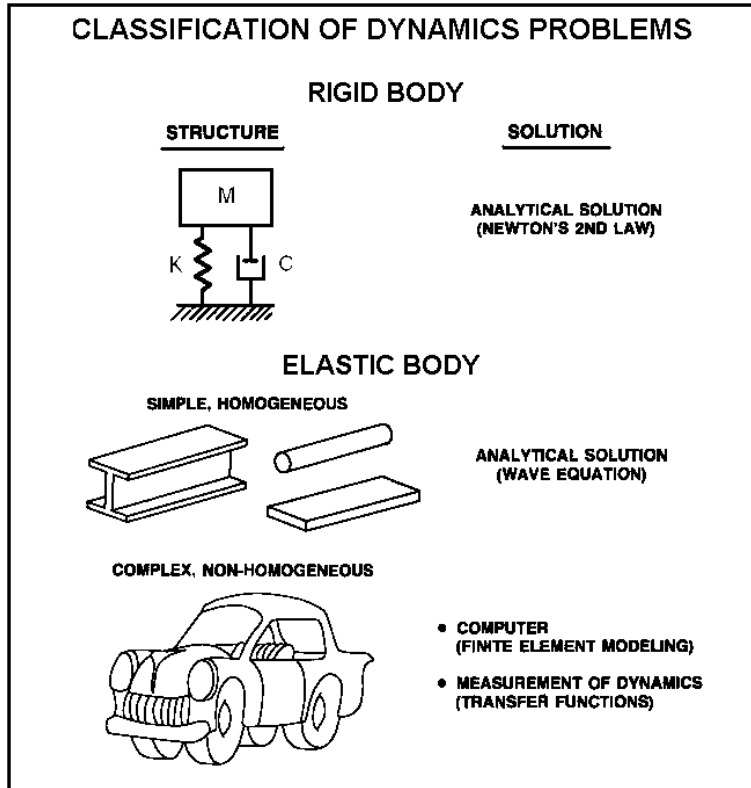 CLASSIFICATION OF DYNAMICS PROBLEMS
RIGID BODY
STRUCTURE
SOLUTION
M
K
C
ANALYTICAL SOLUTION
(NEWTON'S 2ND LAW)
ELASTIC BODY
SIMPLE, HOMOGENEOUS
ANALYTICAL SOLUTION
(WAVE EQUATION)
COMPLEX, NON-HOMOGENEOUS
• COMPUTER
(FINITE ELEMENT MODELING)
• MEASUREMENT OF DYNAMICS
(TRANSFER FUNCTIONS)